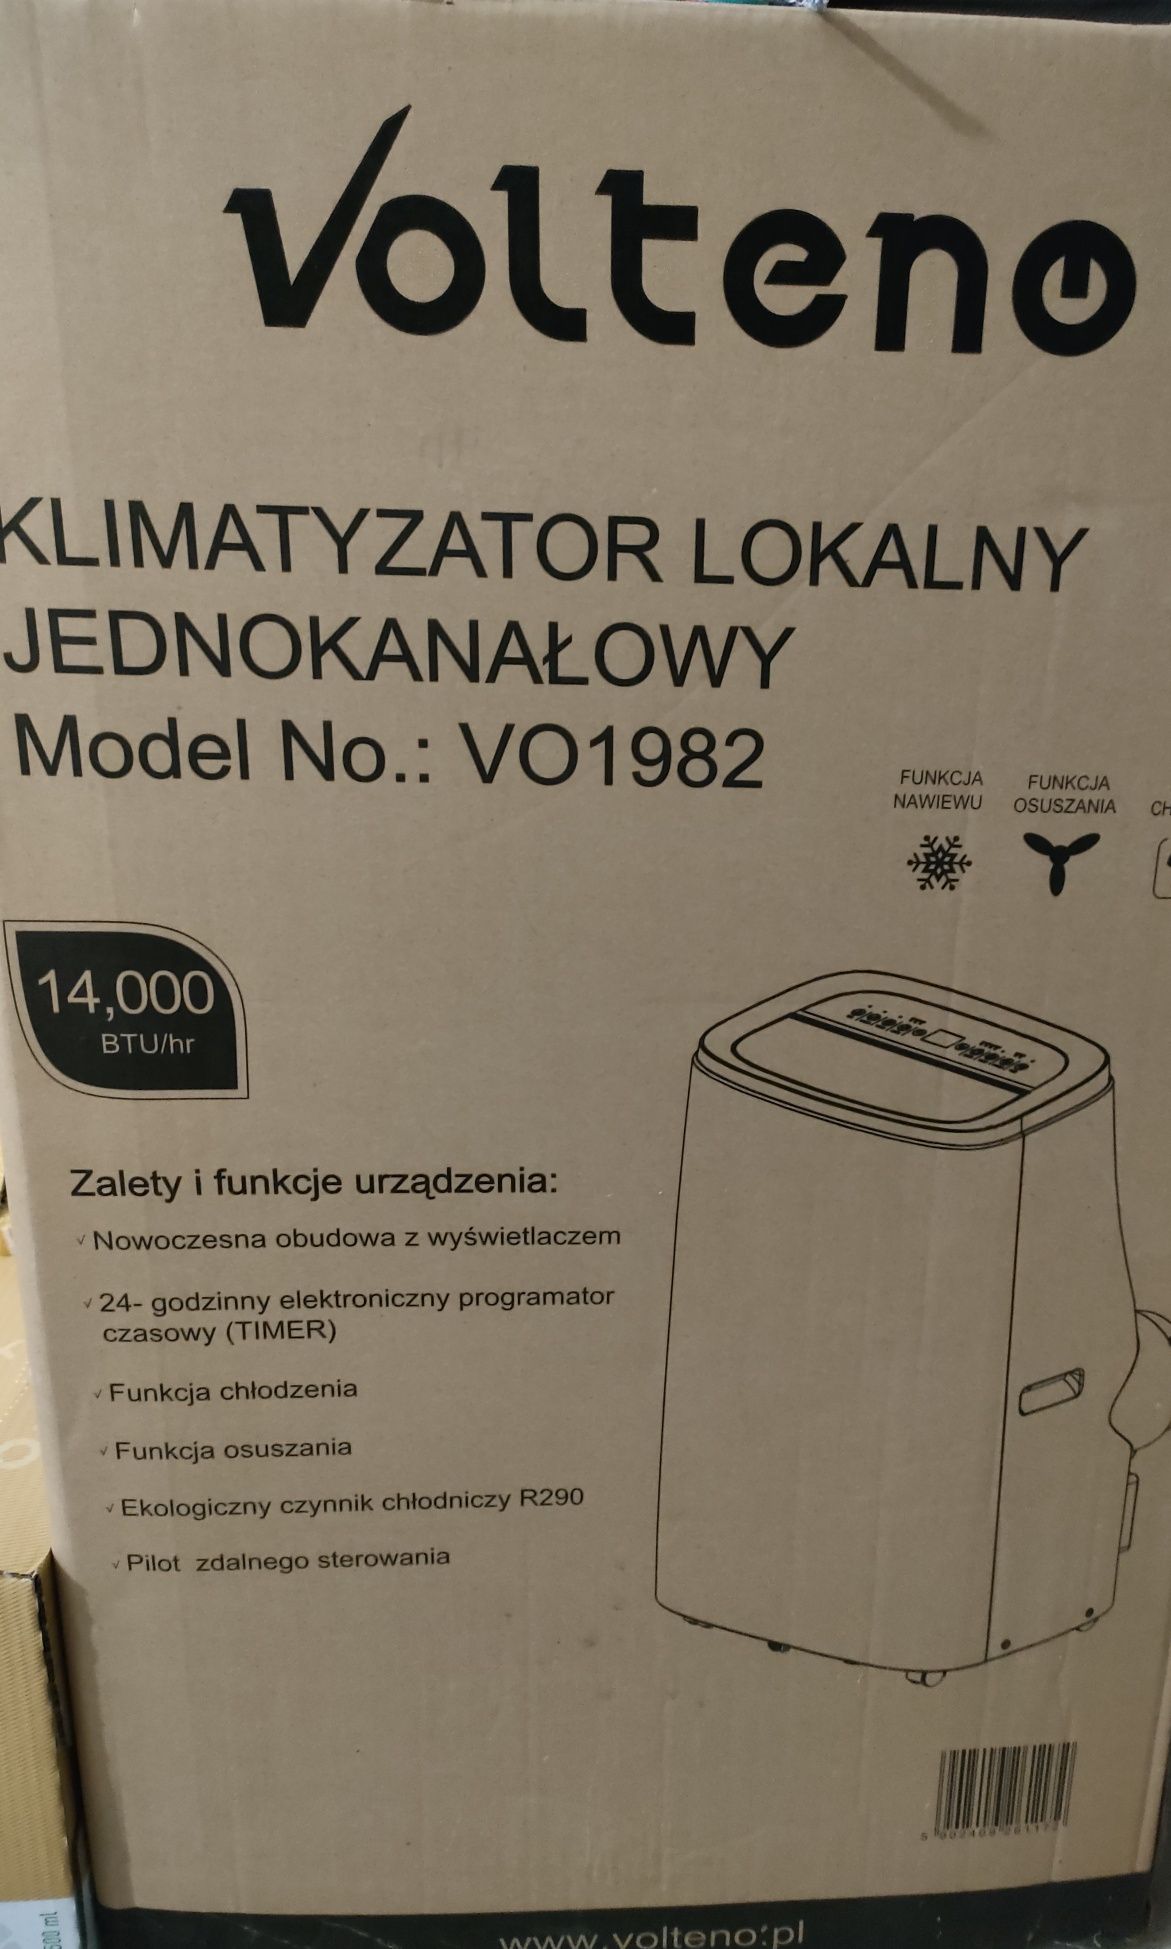 Volteno
KLIMATYZATOR LOKALNY
JEDNOKANAŁOWY
Model No.: VO1982
FUNKCJA
NAWIEWU
FUNKCJA
OSUSZANIA
14,000
BTU/hr
Zalety i funkcje urządzenia:
√ Nowoczesna obudowa z wyświetlaczem
√ 24- godzinny elektroniczny programator
czasowy (TIMER)
√ Funkcja chłodzenia
√ Funkcja osuszania
√ Ekologiczny czynnik chłodniczy R290
√ Pilot zdalnego sterowania
www.volteno.pl